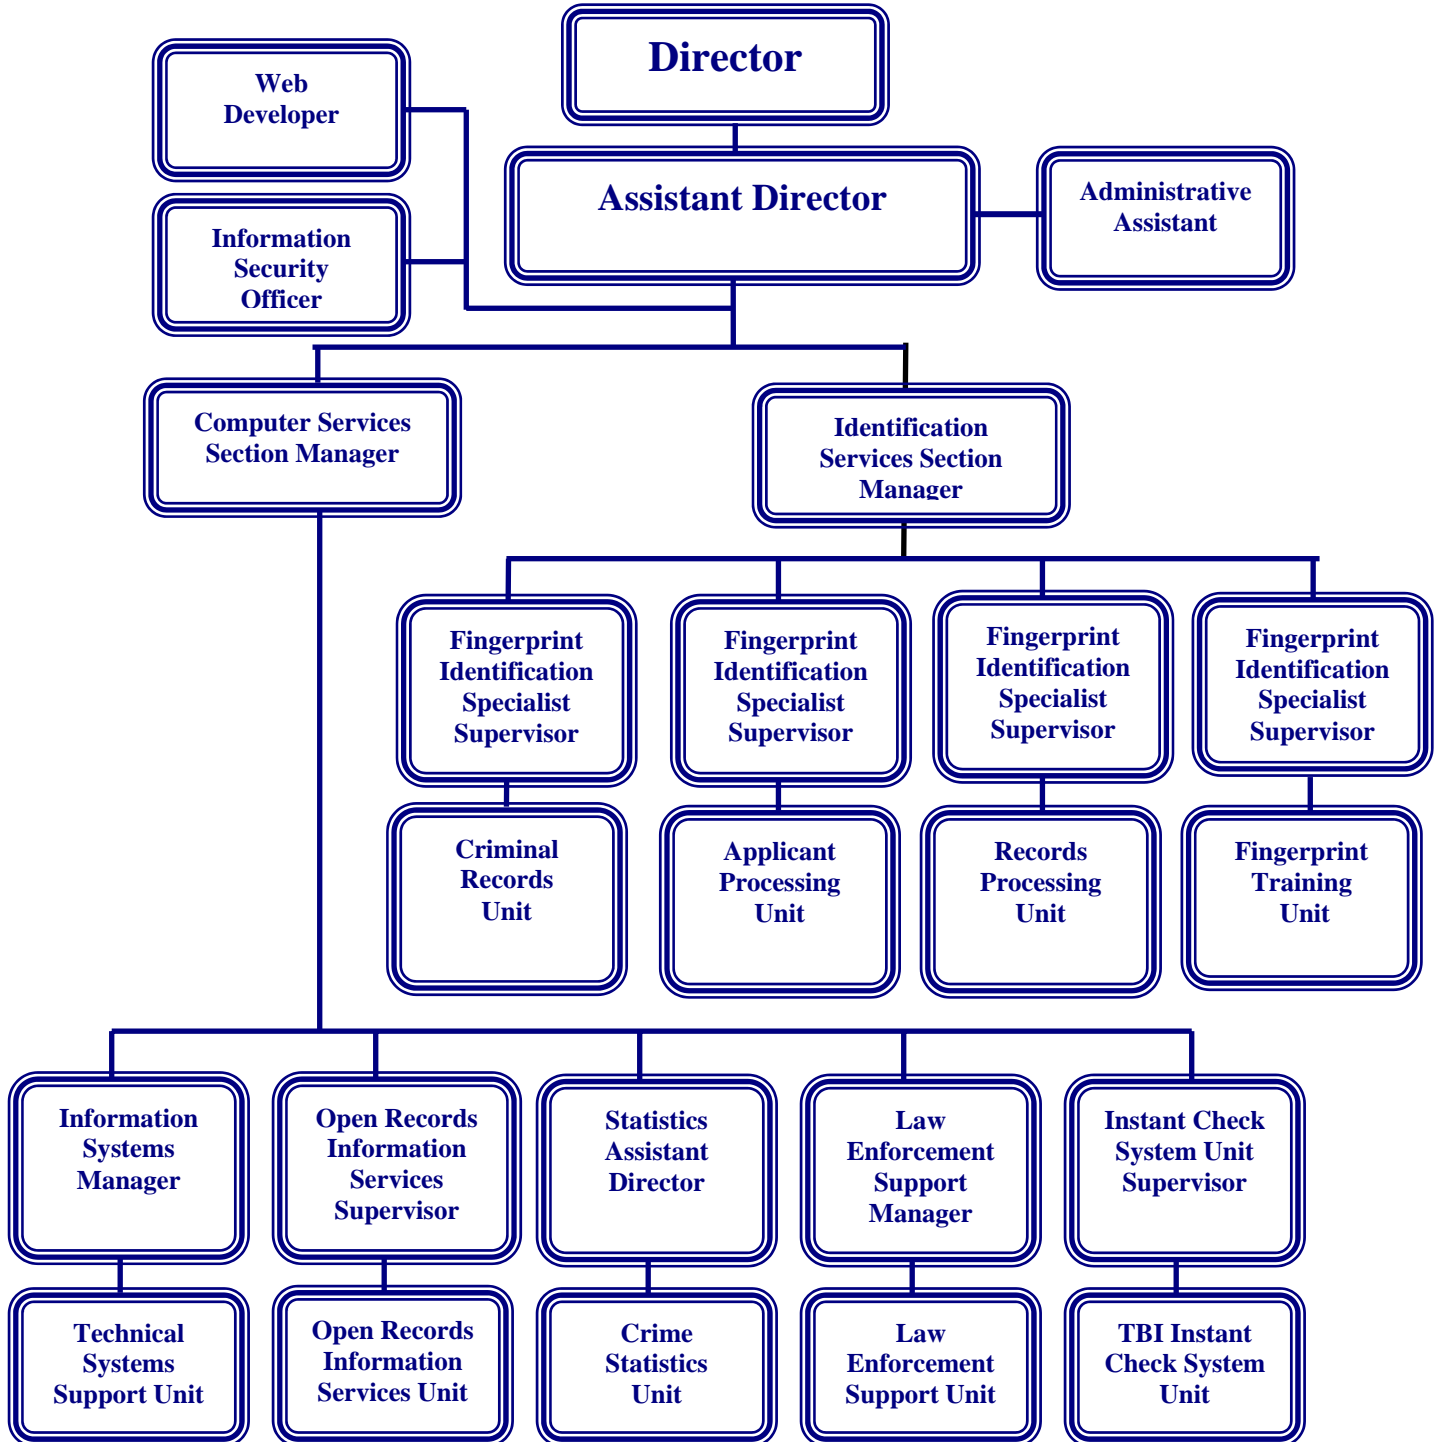 Director
Web
Developer
Assistant Director
Administrative
Assistant
Information
Security
Officer
Computer Services
Section Manager
Identification
Services Section
Manager
Fingerprint
Identification
Specialist
Supervisor
Fingerprint
Identification
Specialist
Supervisor
Fingerprint
Identification
Specialist
Supervisor
Fingerprint
Identification
Specialist
Supervisor
Criminal
Records
Unit
Applicant
Processing
Unit
Records
Processing
Unit
Fingerprint
Training
Unit
Information
Systems
Manager
Open Records
Information
Services
Supervisor
Statistics
Assistant
Director
Law
Enforcement
Support
Manager
Instant Check
System Unit
Supervisor
Technical
Systems
Support Unit
Open Records
Information
Services Unit
Crime
Statistics
Unit
Law
Enforcement
Support Unit
TBI Instant
Check System
Unit